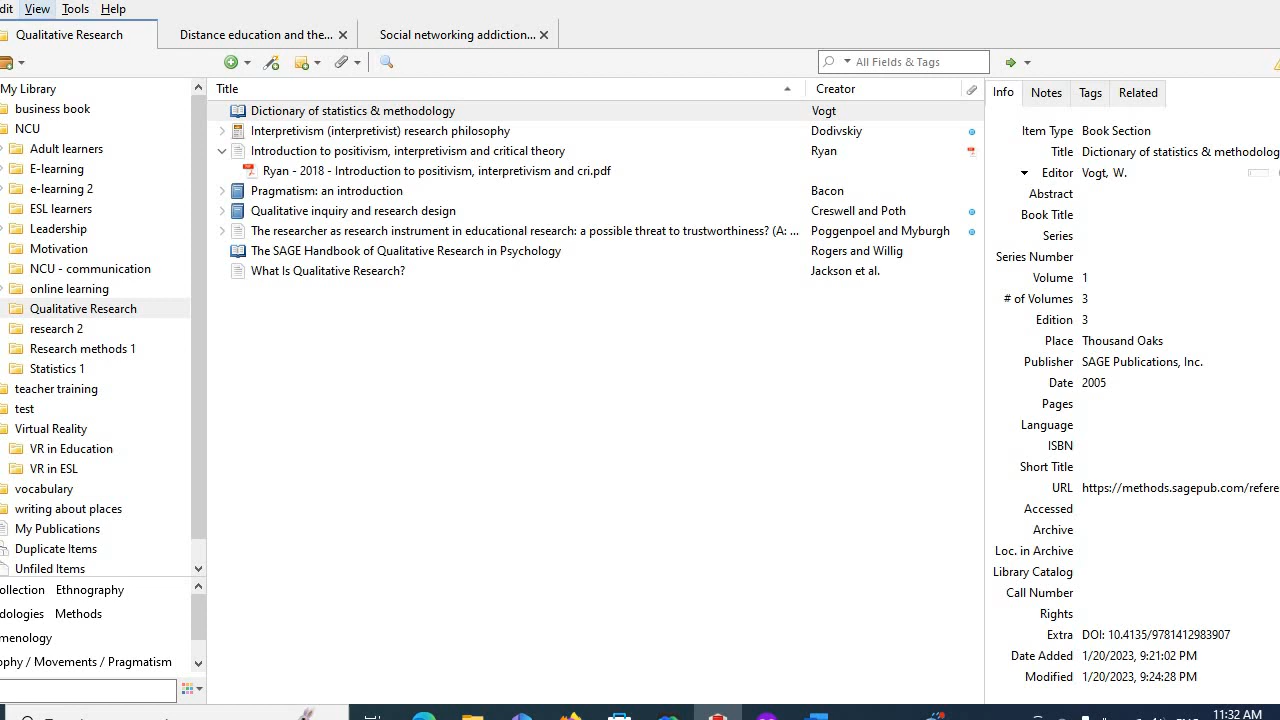 dit View Tools Help
Qualitative Research
Distance education and the...
Social networking addiction...
All Fields & Tags
My Library
business book
NCU
Adult learners
E-learning
e-learning 2
ESL learners
Leadership
Motivation
NCU - communication
online learning
Qualitative Research
research 2
Research methods 1
Statistics 1
teacher training
test
Virtual Reality
VR in Education
VR in ESL
vocabulary
writing about places
My Publications
Duplicate Items
Unfiled Items
ollection Ethnography
dologies Methods
menology
ophy / Movements / Pragmatism
Title Creator
Dictionary of statistics & methodology Vogt
Interpretivism (interpretivist) research philosophy Dodivskiy
Introduction to positivism, interpretivism and critical theory Ryan
Ryan - 2018 - Introduction to positivism, interpretivism and cri.pdf
Pragmatism: an introduction Bacon
Qualitative inquiry and research design Creswell and Poth
The researcher as research instrument in educational research: a possible threat to trustworthiness? (A: ... Poggenpoel and Myburgh
The SAGE Handbook of Qualitative Research in Psychology Rogers and Willig
What Is Qualitative Research? Jackson et al.
Info Notes Tags Related
Item Type Book Section
Title Dictionary of statistics & methodolog
Editor Vogt, W.
Abstract
Book Title
Series
Series Number
Volume 1
# of Volumes 3
Edition 3
Place Thousand Oaks
Publisher SAGE Publications, Inc.
Date 2005
Pages
Language
ISBN
Short Title
URL https://methods.sagepub.com/refere
Accessed
Archive
Loc. in Archive
Library Catalog
Call Number
Rights
Extra DOI: 10.4135/9781412983907
Date Added 1/20/2023, 9:21:02 PM
Modified 1/20/2023, 9:24:28 PM
11:32 AM